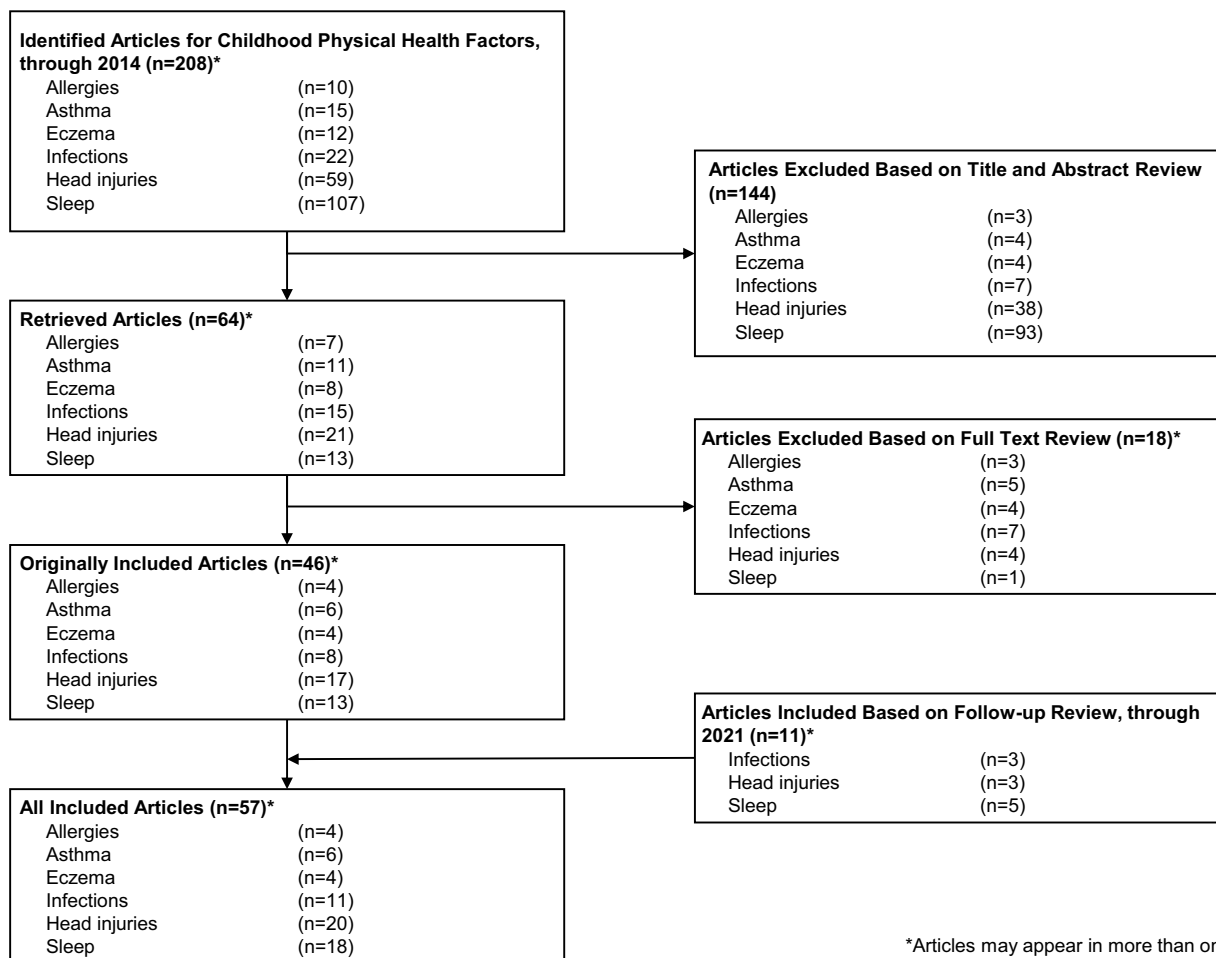 Identified Articles for Childhood Physical Health Factors,
through 2014 (n=208)*
Allergies (n=10)
Asthma (n=15)
Eczema (n=12)
Infections (n=22)
Head injuries (n=59)
Sleep (n=107)
Articles Excluded Based on Title and Abstract Review
(n=144)
Allergies (n=3)
Asthma (n=4)
Eczema (n=4)
Infections (n=7)
Head injuries (n=38)
Sleep (n=93)
Retrieved Articles (n=64)*
Allergies (n=7)
Asthma (n=11)
Eczema (n=8)
Infections (n=15)
Head injuries (n=21)
Sleep (n=13)
Articles Excluded Based on Full Text Review (n=18)*
Allergies (n=3)
Asthma (n=5)
Eczema (n=4)
Infections (n=7)
Head injuries (n=4)
Sleep (n=1)
Originally Included Articles (n=46)*
Allergies (n=4)
Asthma (n=6)
Eczema (n=4)
Infections (n=8)
Head injuries (n=17)
Sleep (n=13)
Articles Included Based on Follow-up Review, through
2021 (n=11)*
Infections (n=3)
Head injuries (n=3)
Sleep (n=5)
All Included Articles (n=57)*
Allergies (n=4)
Asthma (n=6)
Eczema (n=4)
Infections (n=11)
Head injuries (n=20)
Sleep (n=18)
*Articles may appear in more than